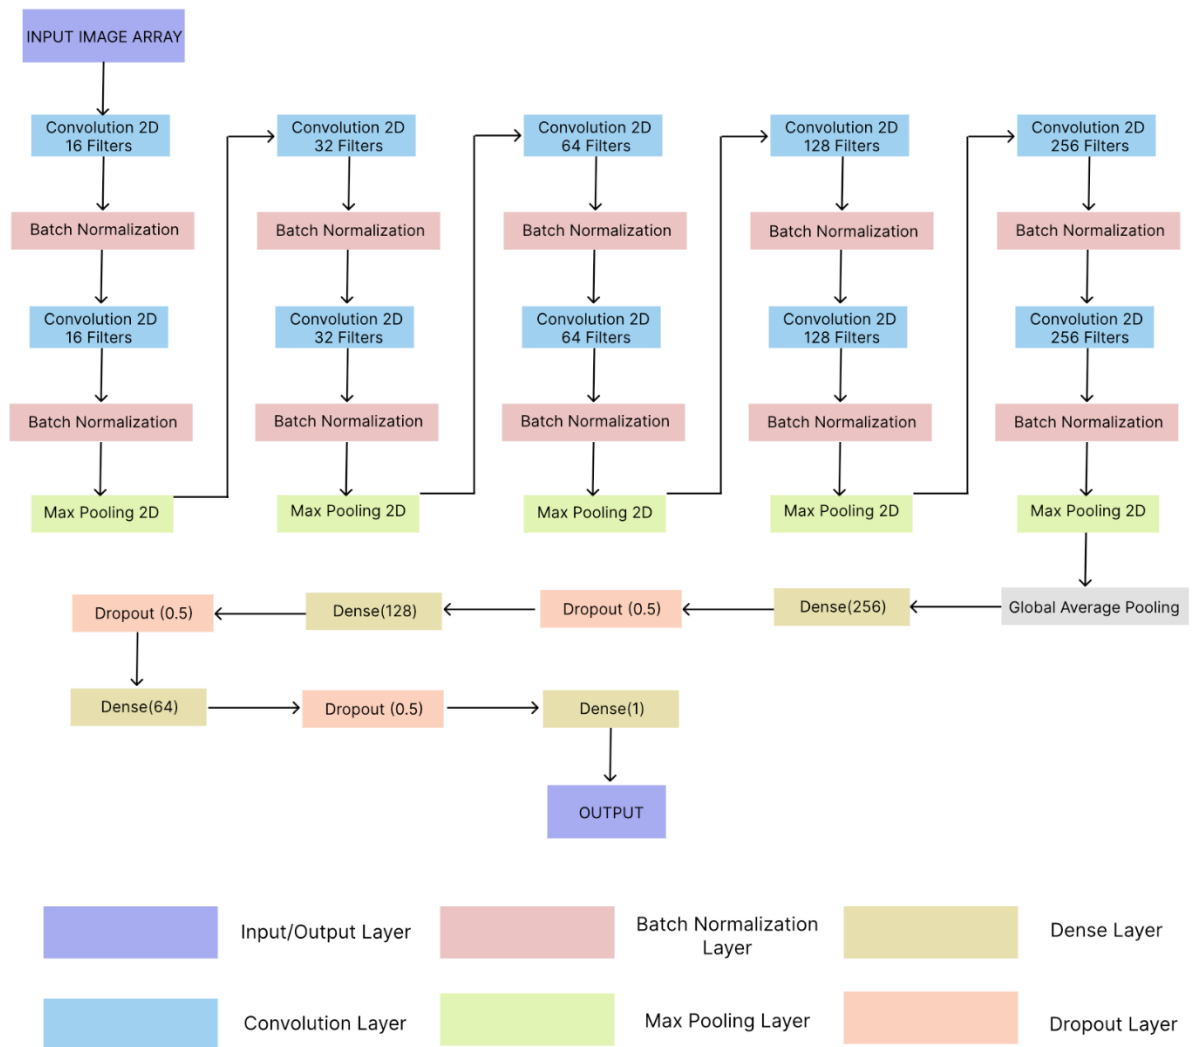 INPUT IMAGE ARRAY
Convolution 2D
16 Filters
Batch Normalization
Convolution 2D
16 Filters
Batch Normalization
Max Pooling 2D
Convolution 2D
32 Filters
Batch Normalization
Convolution 2D
32 Filters
Batch Normalization
Max Pooling 2D
Convolution 2D
64 Filters
Batch Normalization
Convolution 2D
64 Filters
Batch Normalization
Max Pooling 2D
Convolution 2D
128 Filters
Batch Normalization
Convolution 2D
128 Filters
Batch Normalization
Max Pooling 2D
Convolution 2D
256 Filters
Batch Normalization
Convolution 2D
256 Filters
Batch Normalization
Max Pooling 2D
Global Average Pooling
Dense(256)
Dropout (0.5)
Dense(128)
Dropout (0.5)
Dense(64)
Dropout (0.5)
Dense(1)
OUTPUT
Input/Output Layer
Batch Normalization
Layer
Dense Layer
Convolution Layer
Max Pooling Layer
Dropout Layer